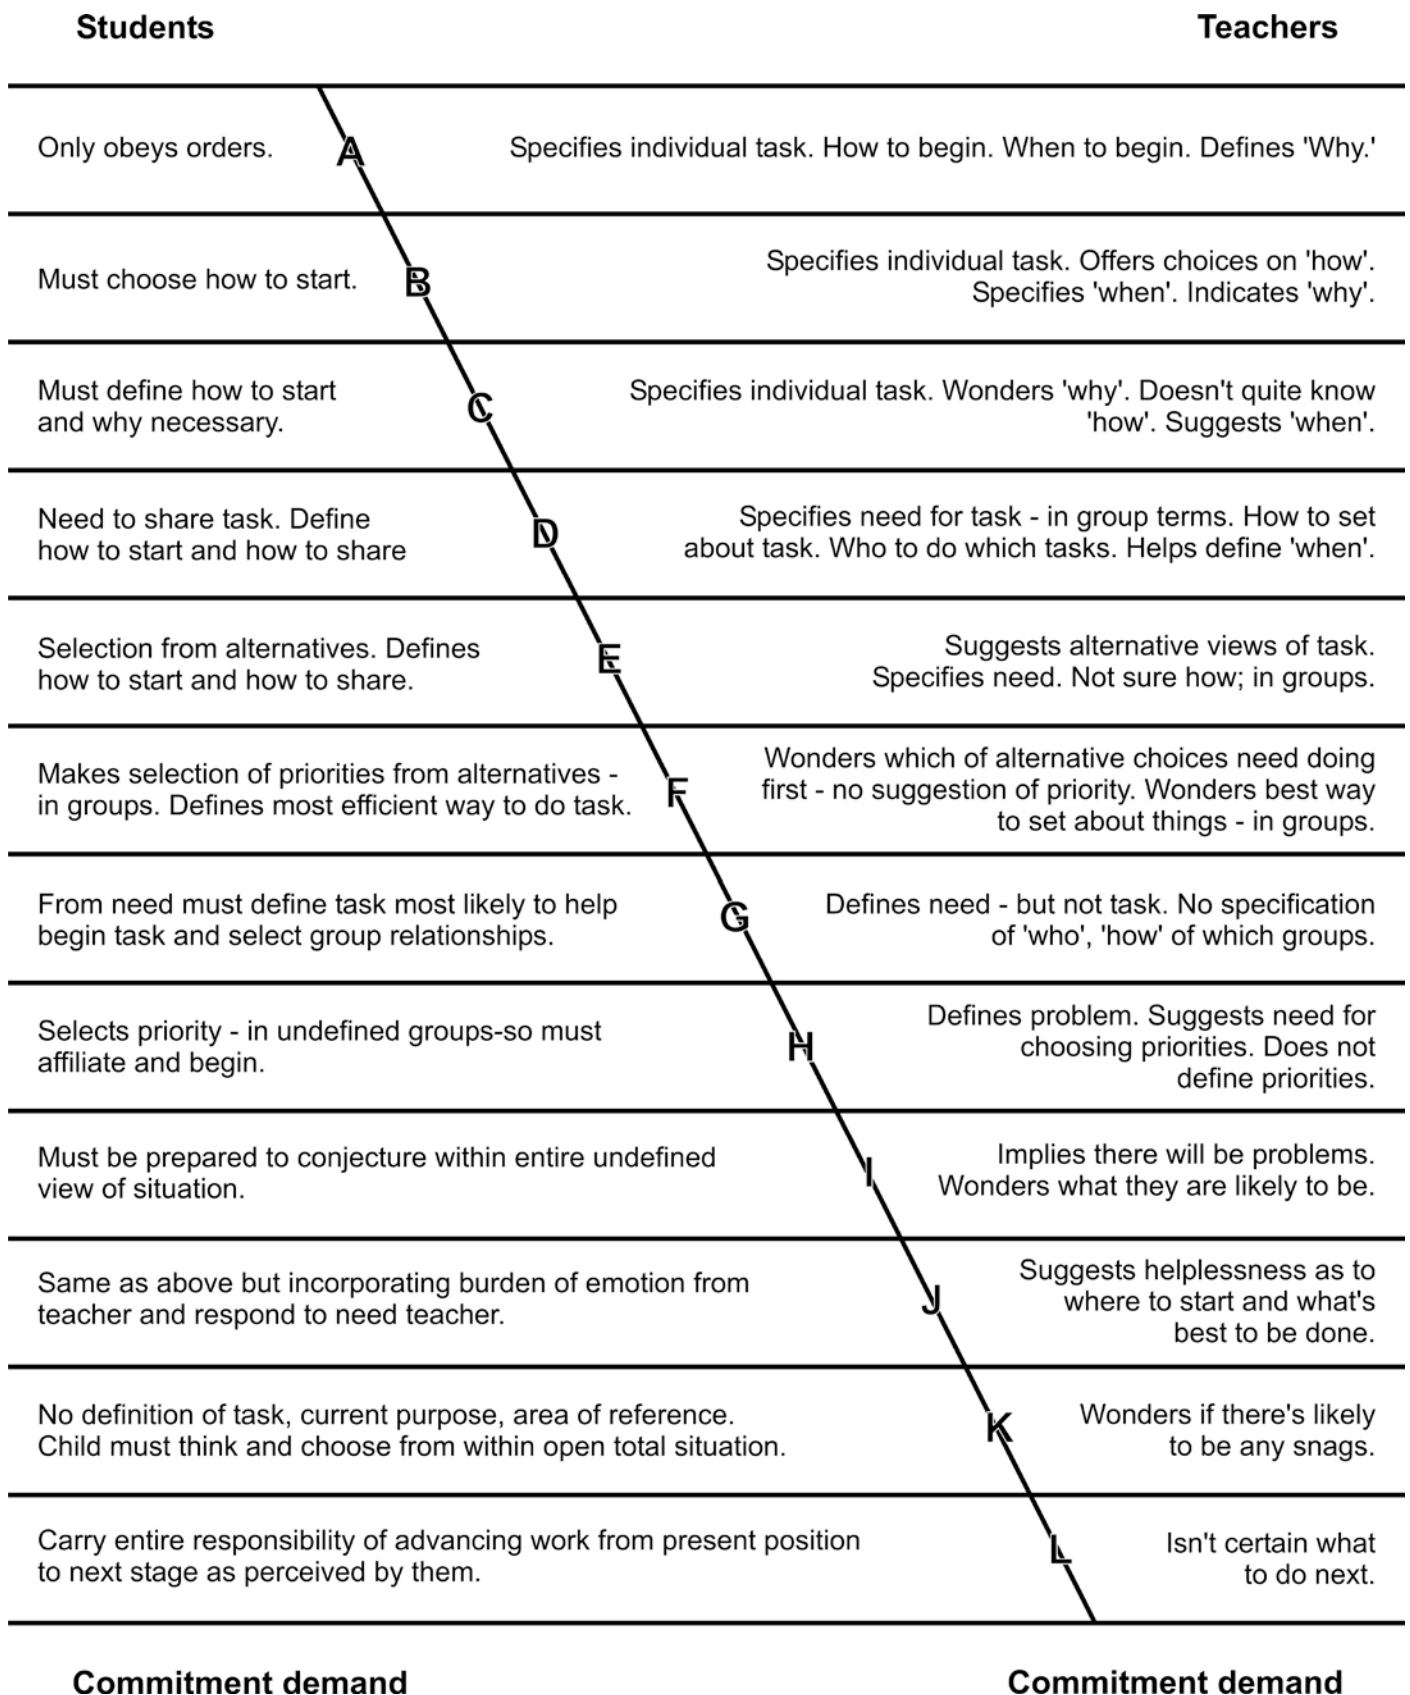 Students
Teachers
Only obeys orders.
A
Specifies individual task. How to begin. When to begin. Defines 'Why.'
Must choose how to start.
B
Specifies individual task. Offers choices on 'how'.
Specifies 'when'. Indicates 'why'.
Must define how to start
and why necessary.
C
Specifies individual task. Wonders 'why'. Doesn't quite know
'how'. Suggests 'when'.
Need to share task. Define
how to start and how to share
D
Specifies need for task - in group terms. How to set
about task. Who to do which tasks. Helps define 'when'.
Selection from alternatives. Defines
how to start and how to share.
E
Suggests alternative views of task.
Specifies need. Not sure how; in groups.
Makes selection of priorities from alternatives -
in groups. Defines most efficient way to do task.
F
Wonders which of alternative choices need doing
first - no suggestion of priority. Wonders best way
to set about things - in groups.
From need must define task most likely to help
begin task and select group relationships.
G
Defines need - but not task. No specification
of 'who', 'how' of which groups.
Selects priority - in undefined groups-so must
affiliate and begin.
H
Defines problem. Suggests need for
choosing priorities. Does not
define priorities.
Must be prepared to conjecture within entire undefined
view of situation.
I
Implies there will be problems.
Wonders what they are likely to be.
Same as above but incorporating burden of emotion from
teacher and respond to need teacher.
J
Suggests helplessness as to
where to start and what's
best to be done.
No definition of task, current purpose, area of reference.
Child must think and choose from within open total situation.
K
Wonders if there's likely
to be any snags.
Carry entire responsibility of advancing work from present position
to next stage as perceived by them.
L
Isn't certain what
to do next.
Commitment demand
Commitment demand